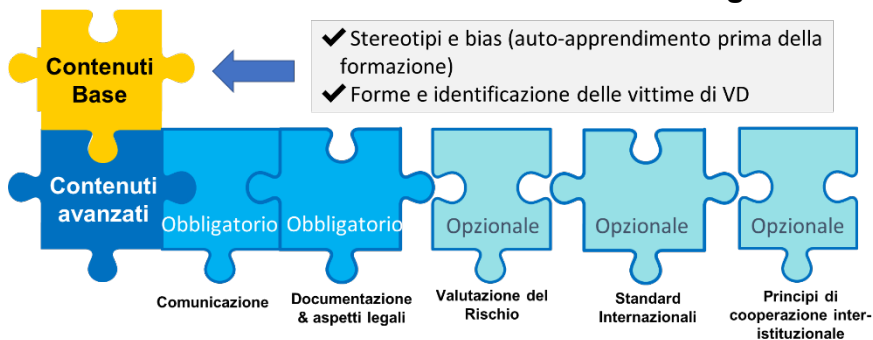 ✔ Stereotipi e bias (auto-apprendimento prima della
formazione)
✔ Forme e identificazione delle vittime di VD
Contenuti
Base
Contenuti
avanzati
Obbligatorio
Obbligatorio
Opzionale
Opzionale
Opzionale
Comunicazione
Documentazione
& aspetti legali
Valutazione del
Rischio
Standard
Internazionali
Principi di
cooperazione inter-
istituzionale